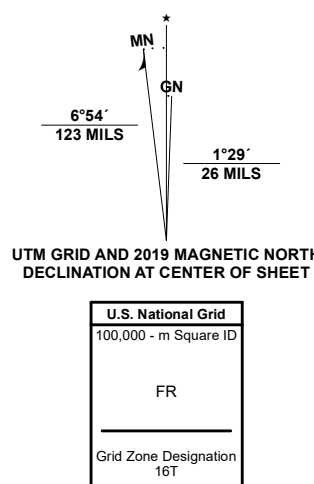 ★
MN
GN
6°54´
123 MILS
1°29´
26 MILS
UTM GRID AND 2019 MAGNETIC NORTH
DECLINATION AT CENTER OF SHEET
U.S. National Grid
100,000 - m Square ID
FR
Grid Zone Designation
16T